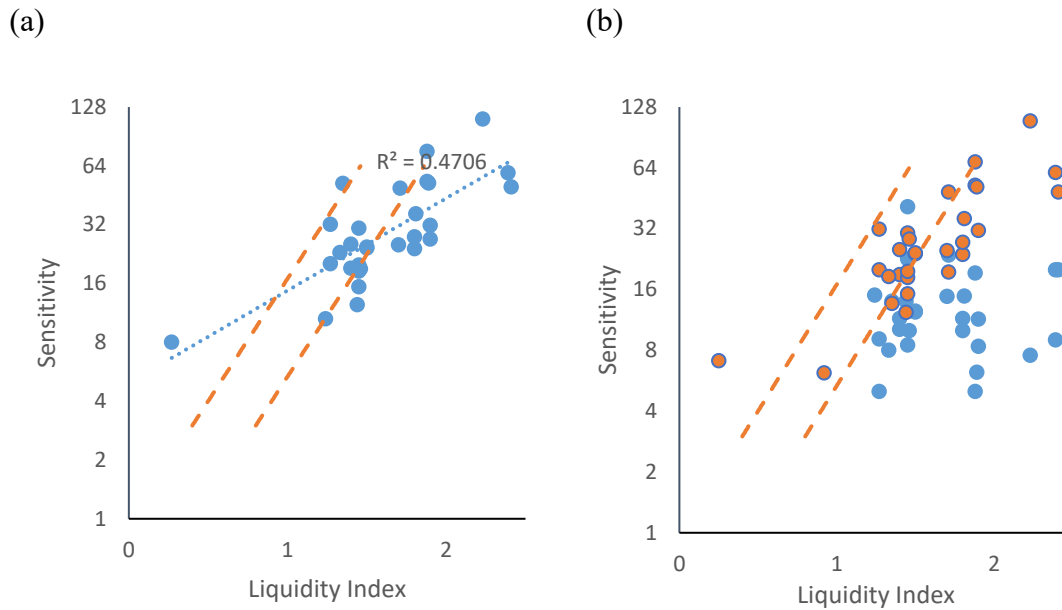 (a)
128
64
32
16
8
4
2
1
Sensitivity
R² = 0.4706
0 1 2
Liquidity Index
(b)
128
64
32
16
8
4
2
1
Sensitivity
0 1 2
Liquidity Index